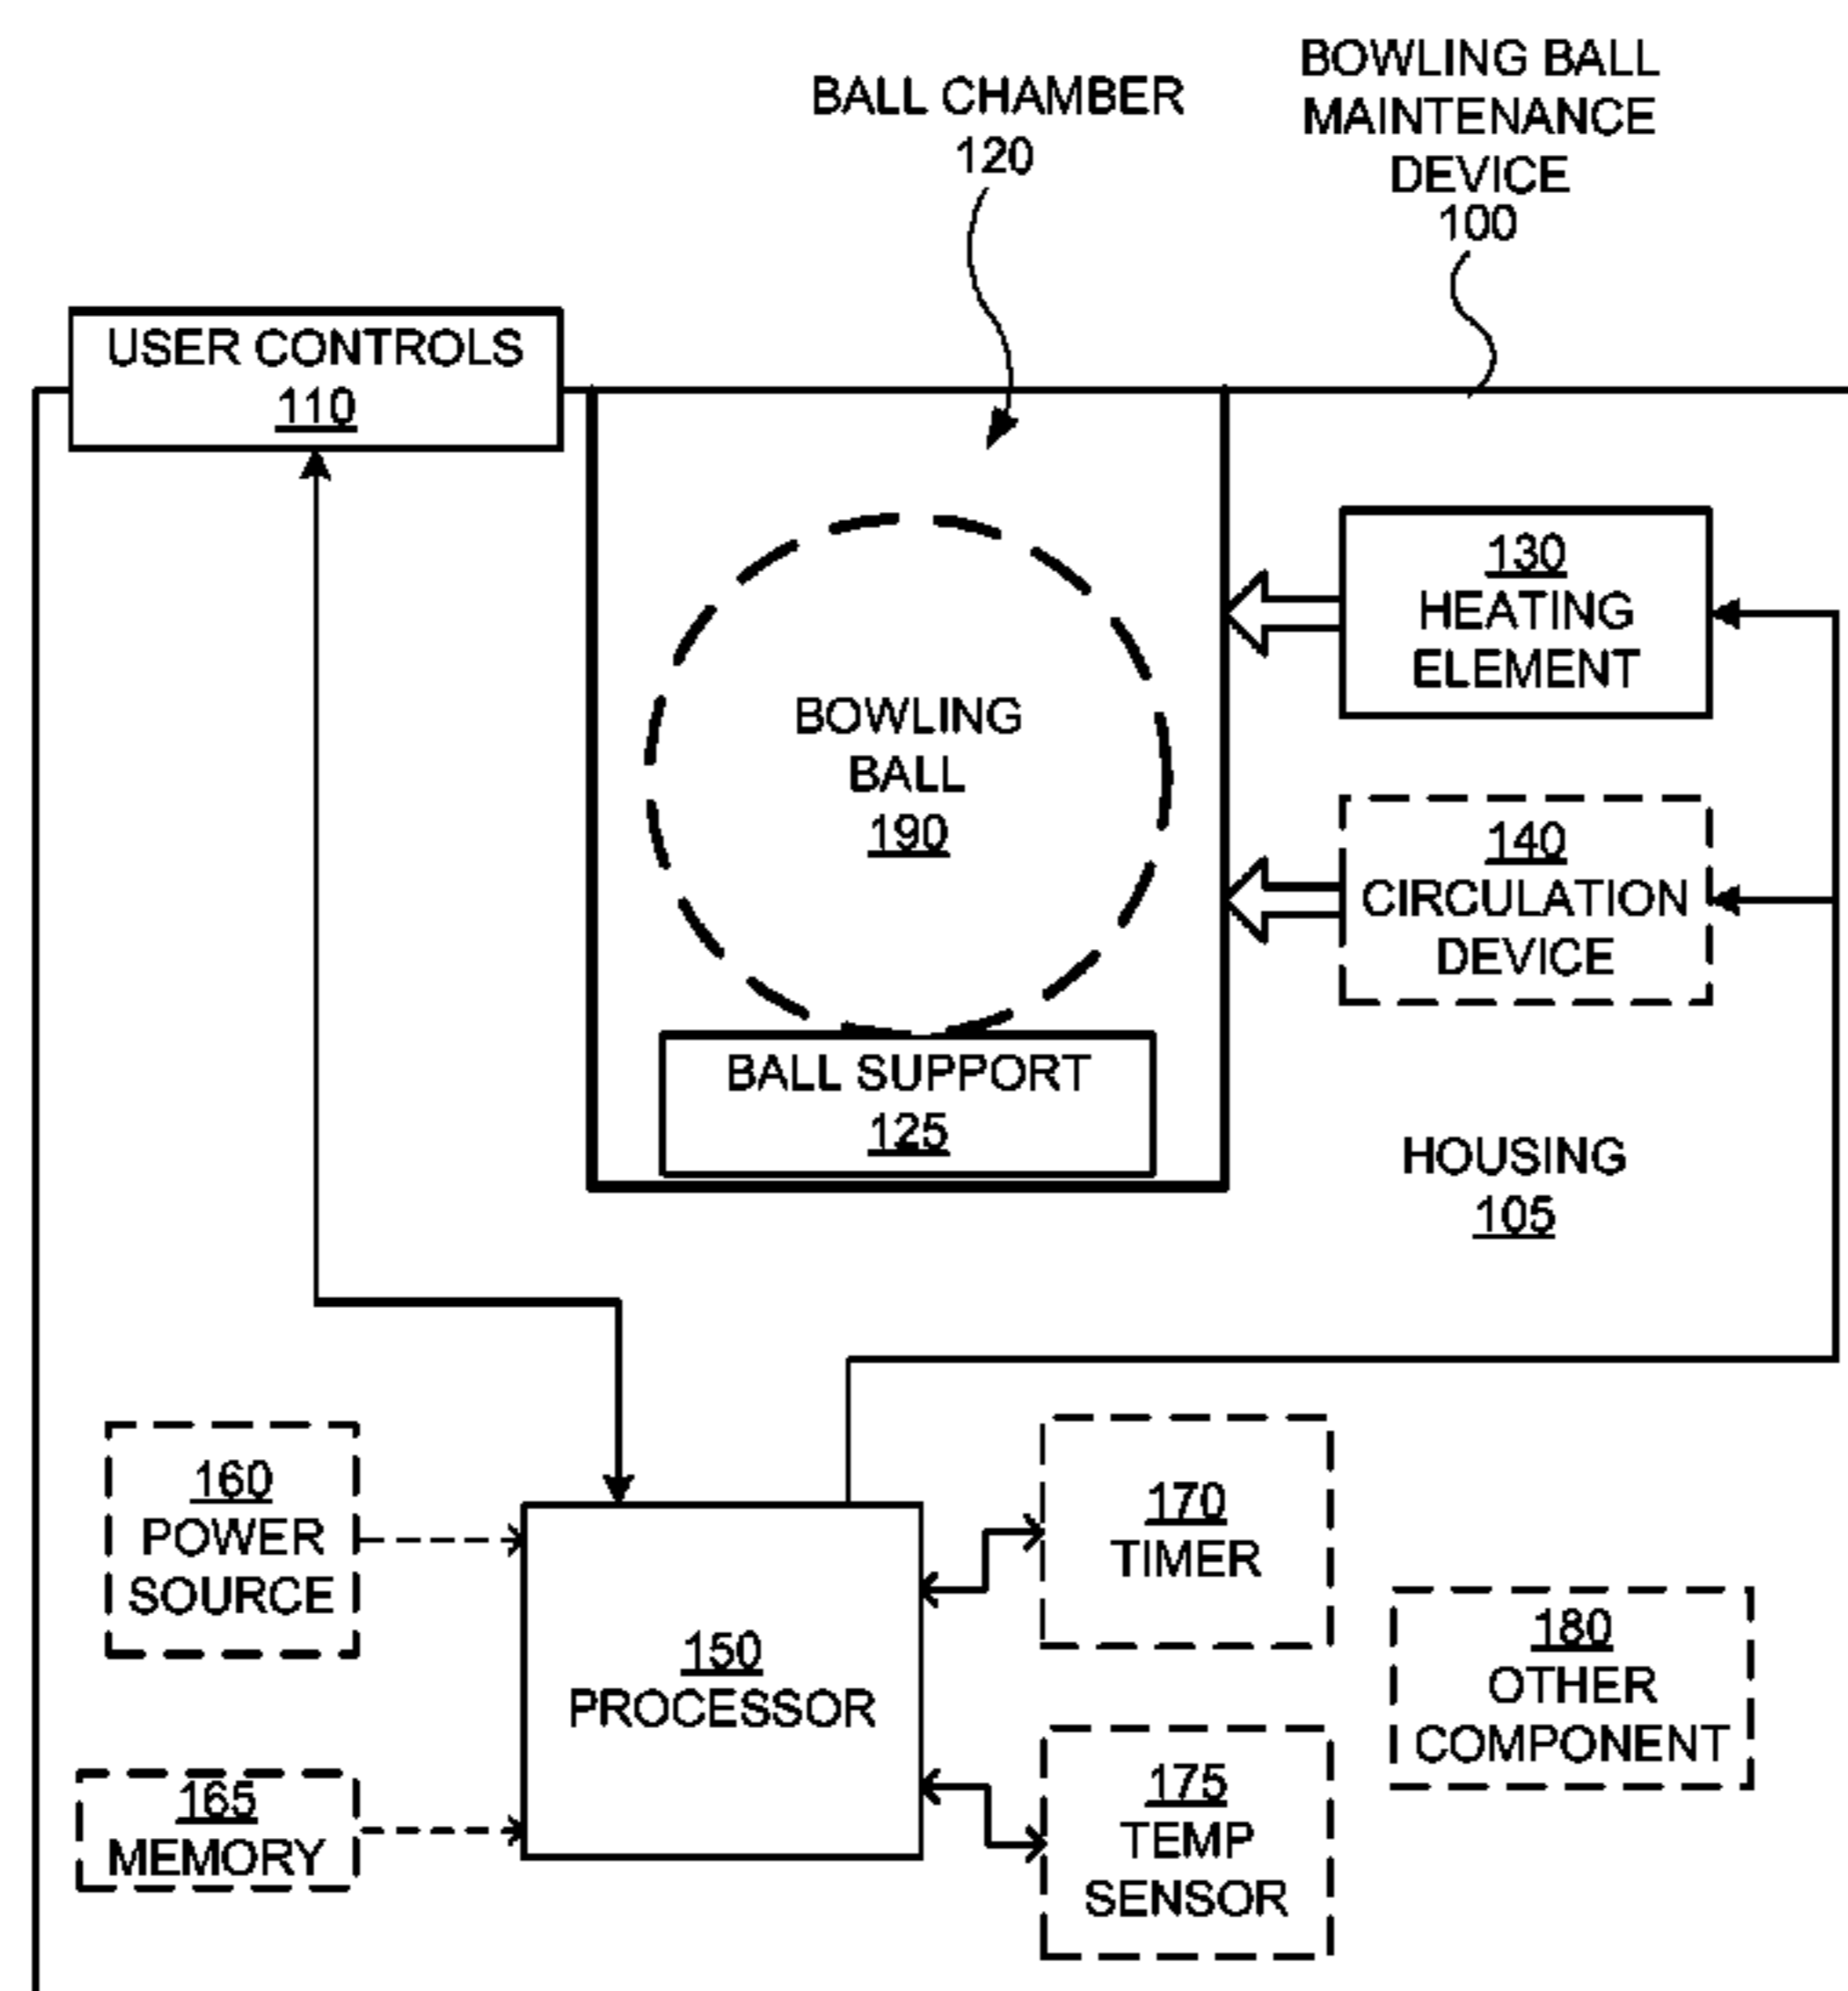 BALL CHAMBER
120
BOWLING BALL
MAINTENANCE
DEVICE
100
USER CONTROLS
110
130
HEATING
ELEMENT
BOWLING
BALL
190
140
CIRCULATION
DEVICE
BALL SUPPORT
125
HOUSING
105
160
POWER
SOURCE
170
TIMER
150
PROCESSOR
180
OTHER
COMPONENT
165
MEMORY
175
TEMP
SENSOR